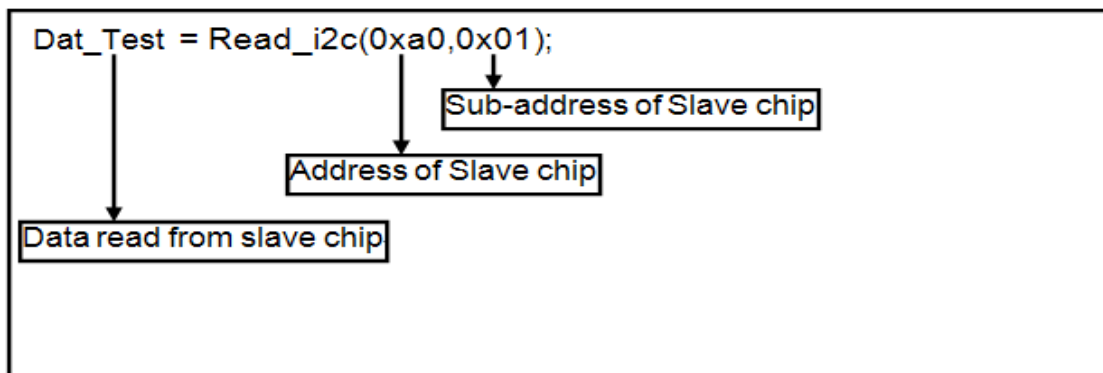 Dat_Test = Read_i2c(0xa0,0x01);
Sub-address of Slave chip
Address of Slave chip
Data read from slave chip